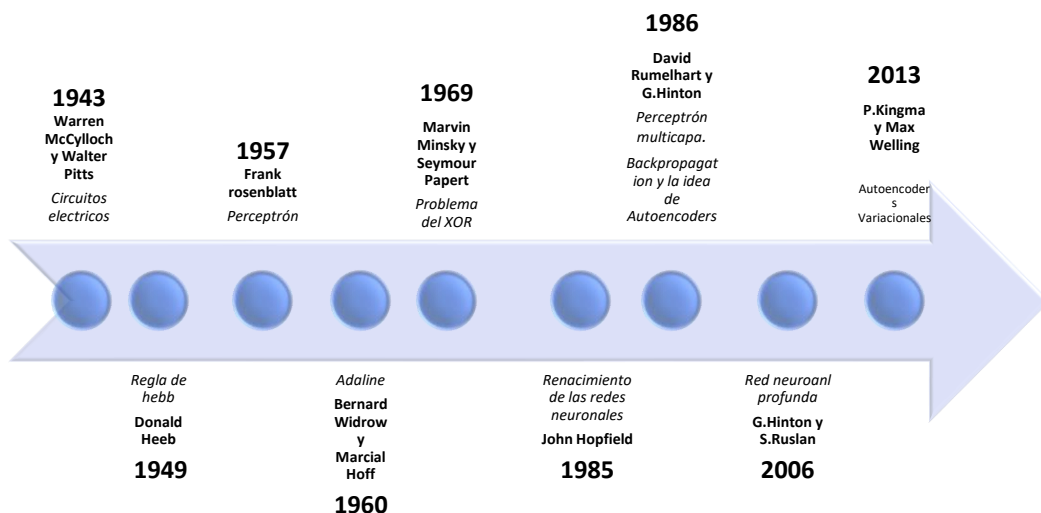 1943
Warren
McCylloch
y Walter
Pitts
Circuitos
electricos
1957
Frank
rosenblatt
Perceptrón
1969
Marvin
Minsky y
Seymour
Papert
Problema
del XOR
1986
David
Rumelhart y
G.Hinton
Perceptrón
multicapa.
Backpropagat
ion y la idea
de
Autoencoders
2013
P.Kingma
y Max
Welling
Autoencoder
s
Variacionales
Regla de
hebb
Donald
Heeb
1949
Adaline
Bernard
Widrow
y
Marcial
Hoff
1960
Renacimiento
de las redes
neuronales
John Hopfield
1985
Red neuroanl
profunda
G.Hinton y
S.Ruslan
2006